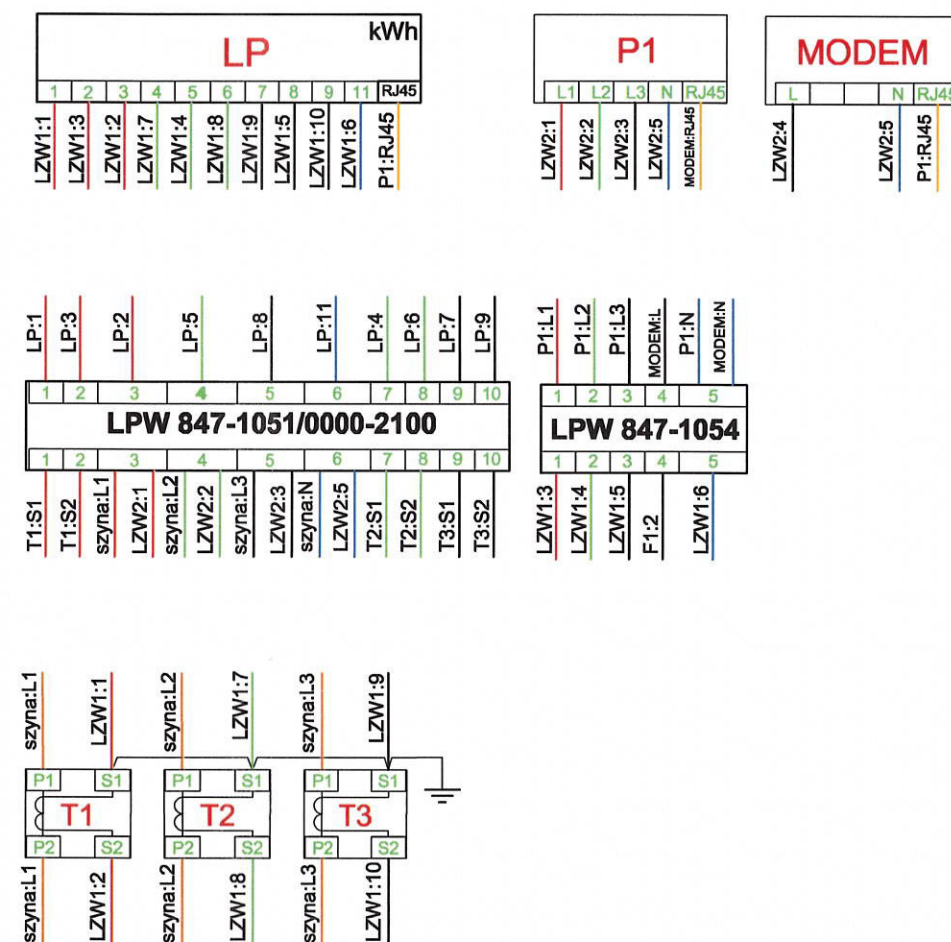 kWh
LP
1 2 3 4 5 6 7 8 9 10 11 RJ45
LZW1:1 LZW1:3 LZW1:2 LZW1:7 LZW1:4 LZW1:8 LZW1:9 LZW1:5 LZW1:10 LZW1:6 P1:RJ45
P1
L1 L2 L3 N RJ45
LZW2:1 LZW2:2 LZW2:3 LZW2:5 MODEM:RJ45
MODEM
L N RJ45
LZW2:4 LZW2:5 P1:RJ45
LP:1 LP:3 LP:2 LP:5 LP:8 LP:11 LP:4 LP:6 LP:7 LP:9
1 2 3 4 5 6 7 8 9 10
LPW 847-1051/0000-2100
1 2 3 4 5 6 7 8 9 10
T1:S1 T1:S2 szyna:L1 LZW2:1 szyna:L2 LZW2:2 szyna:L3 LZW2:3 szyna:N LZW2:5 T2:S1 T2:S2 T3:S1 T3:S2
P1:L1 P1:L2 P1:L3 MODEM:L P1:N MODEM:N
1 2 3 4 5
LPW 847-1054
1 2 3 4 5
LZW1:3 LZW1:4 LZW1:5 F1:2 LZW1:6
szyna:L1 LZW1:1 szyna:L2 LZW1:7 szyna:L3 LZW1:9
P1 S1 P1 S1 P1 S1
T1 T2 T3
P2 S2 P2 S2 P2 S2
szyna:L1 LZW1:2 szyna:L2 LZW1:8 szyna:L3 LZW1:10